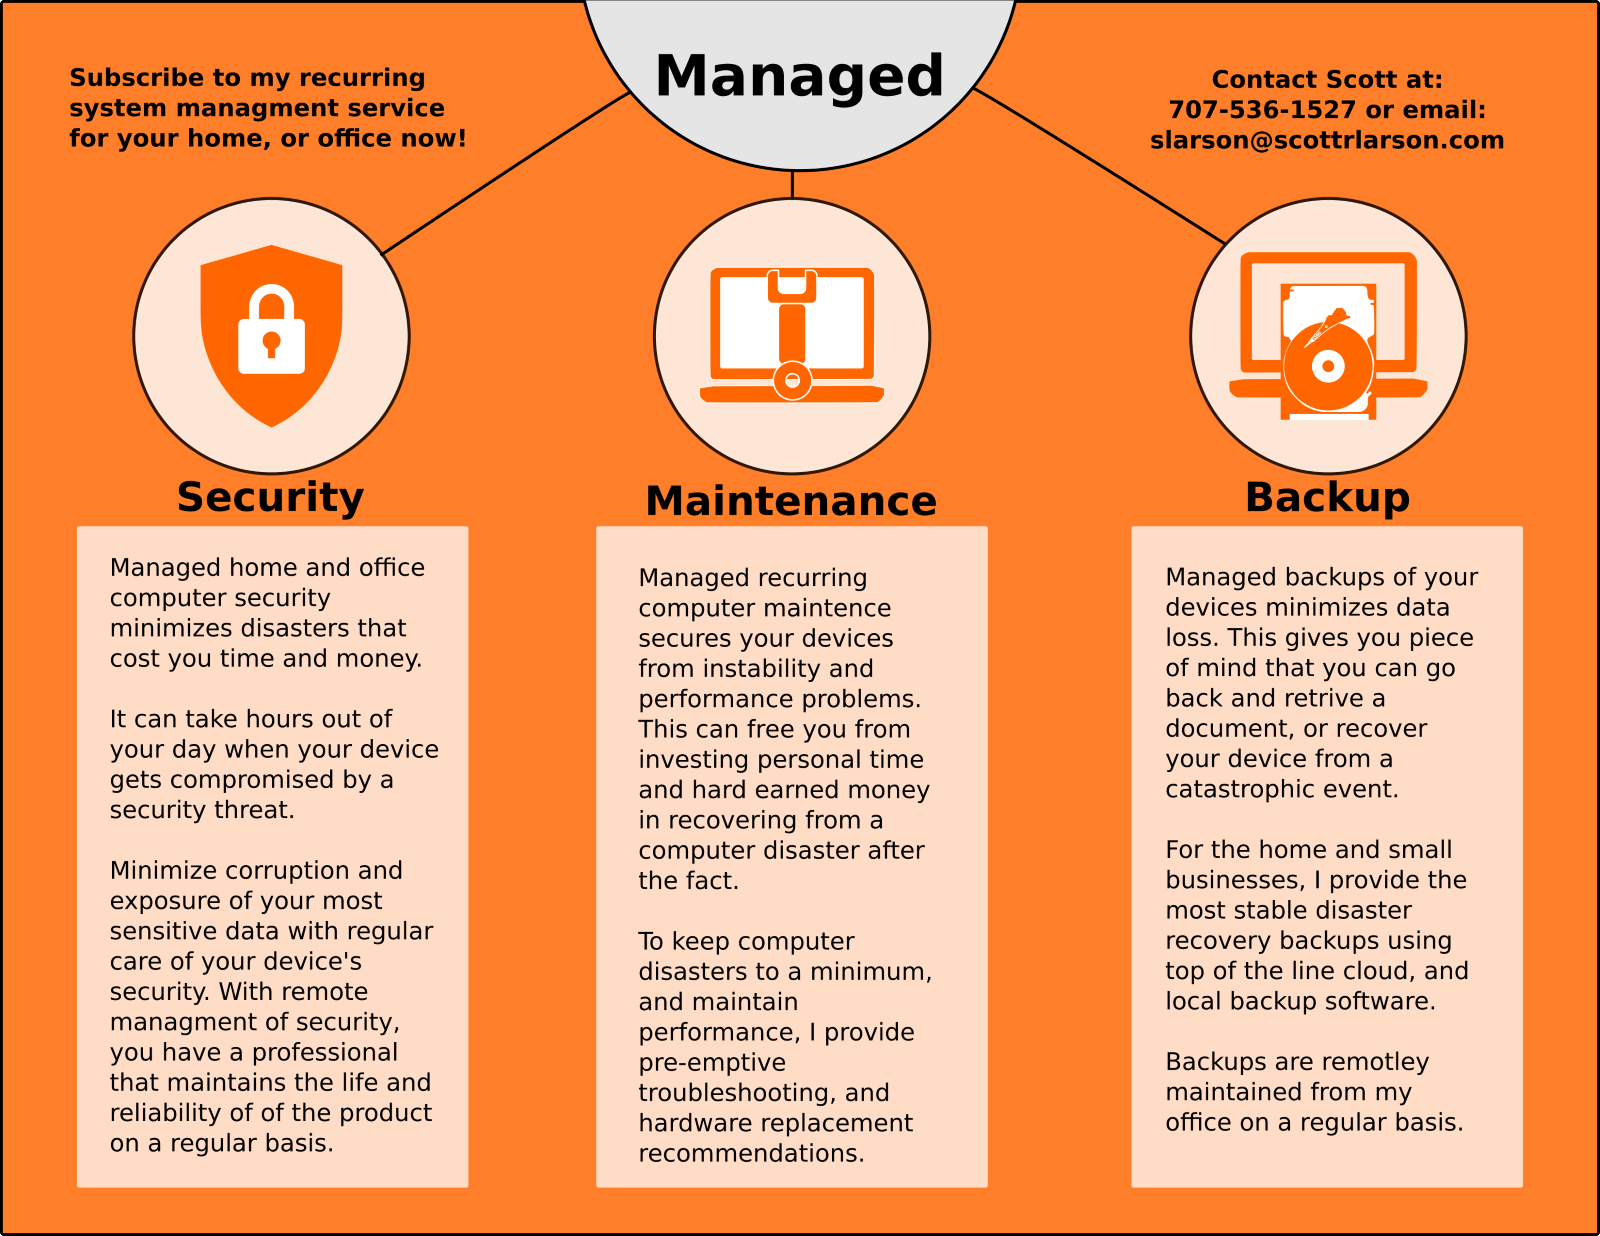 Managed
Subscribe to my recurring
system managment service
for your home, or office now!
Contact Scott at:
707-536-1527 or email:
slarson@scottrlarson.com
Security
Managed home and office
computer security
minimizes disasters that
cost you time and money.
It can take hours out of
your day when your device
gets compromised by a
security threat.
Minimize corruption and
exposure of your most
sensitive data with regular
care of your device's
security. With remote
managment of security,
you have a professional
that maintains the life and
reliability of of the product
on a regular basis.
Maintenance
Managed recurring
computer maintence
secures your devices
from instability and
performance problems.
This can free you from
investing personal time
and hard earned money
in recovering from a
computer disaster after
the fact.
To keep computer
disasters to a minimum,
and maintain
performance, I provide
pre-emptive
troubleshooting, and
hardware replacement
recommendations.
Backup
Managed backups of your
devices minimizes data
loss. This gives you piece
of mind that you can go
back and retrive a
document, or recover
your device from a
catastrophic event.
For the home and small
businesses, I provide the
most stable disaster
recovery backups using
top of the line cloud, and
local backup software.
Backups are remotley
maintained from my
office on a regular basis.